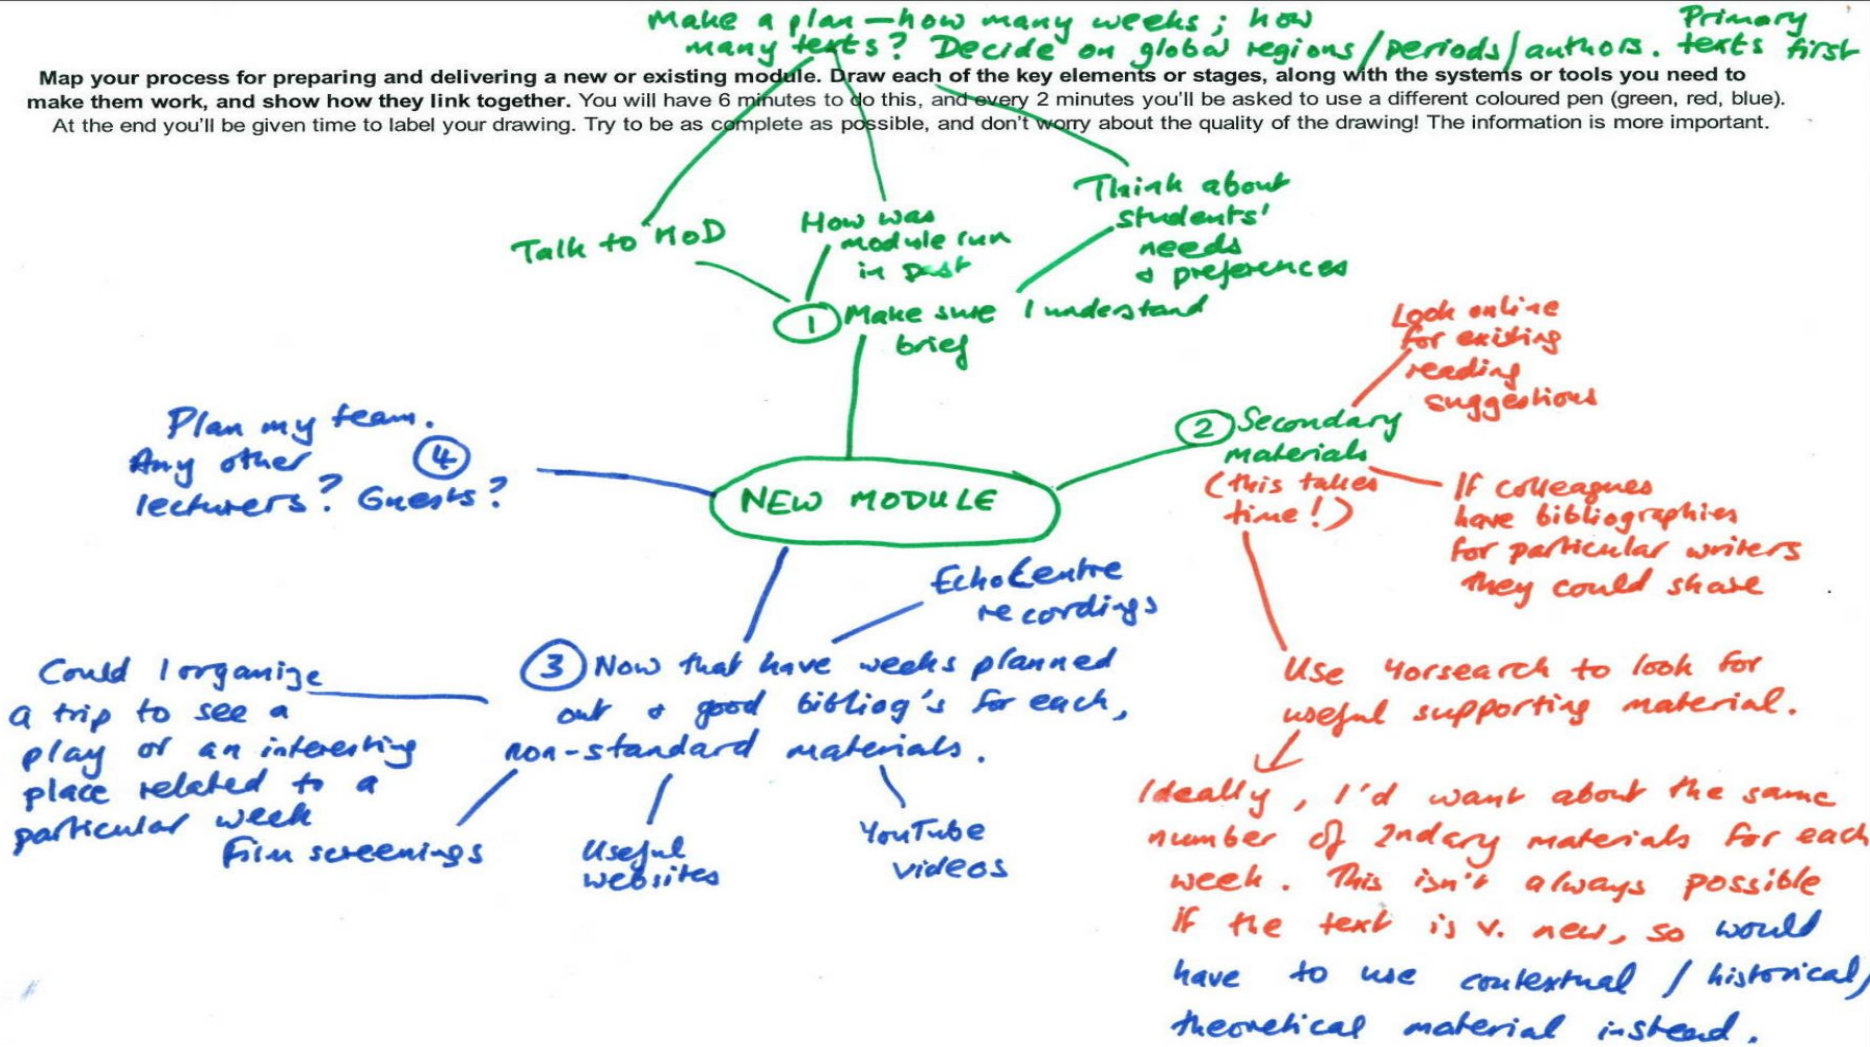 Make a plan — how many weeks; how
many texts? Decide on global regions/periods/authors.
Primary
texts first
Map your process for preparing and delivering a new or existing module. Draw each of the key elements or stages, along with the systems or tools you need to
make them work, and show how they link together. You will have 6 minutes to do this, and every 2 minutes you'll be asked to use a different coloured pen (green, red, blue).
At the end you'll be given time to label your drawing. Try to be as complete as possible, and don't worry about the quality of the drawing! The information is more important.
Talk to MoD
How was
module run
in past
Think about
students'
needs
& preferences
1 Make sure I understand
brief
Look online
for existing
reading
suggestions
2 Secondary
materials
(this takes
time!)
If colleagues
have bibliographies
for particular writers
they could share
Plan my team.
Any other 4
lecturers? Guests?
NEW MODULE
Echo Centre
recordings
3 Now that have weeks planned
out & good bibliog's for each,
non-standard materials.
Could I organize
a trip to see a
play or an interesting
place related to a
particular week
Film screenings
Useful
websites
YouTube
videos
Use Yorsearch to look for
useful supporting material.
Ideally, I'd want about the same
number of 2ndary materials for each
week. This isn't always possible
if the text is v. new, so would
have to use contextual / historical/
theoretical material instead.